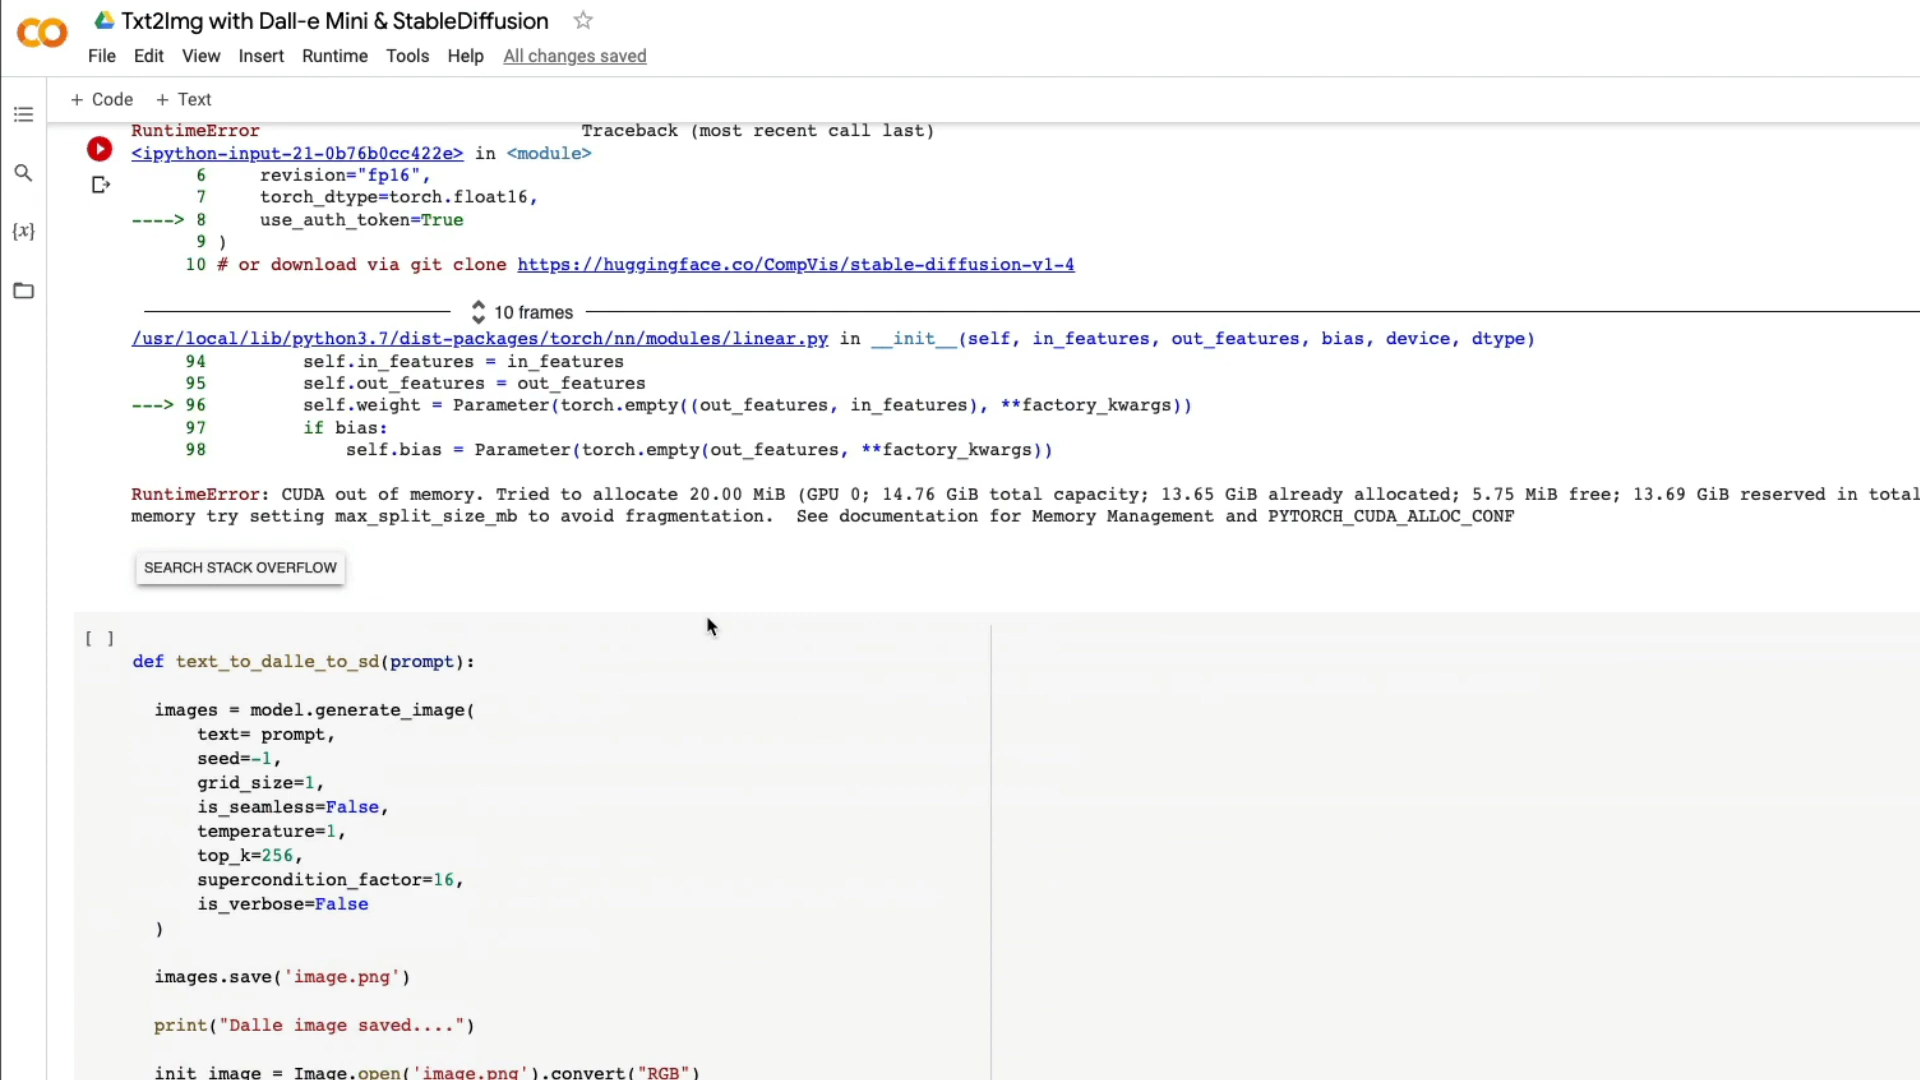 Txt2Img with Dall-e Mini & StableDiffusion
File Edit View Insert Runtime Tools Help All changes saved
+ Code + Text
RuntimeError Traceback (most recent call last)
<ipython-input-21-0b76b0cc422e> in <module>
6 revision="fp16",
7 torch_dtype=torch.float16,
----> 8 use_auth_token=True
9 )
10 # or download via git clone https://huggingface.co/CompVis/stable-diffusion-v1-4
10 frames
/usr/local/lib/python3.7/dist-packages/torch/nn/modules/linear.py in __init__(self, in_features, out_features, bias, device, dtype)
94 self.in_features = in_features
95 self.out_features = out_features
---> 96 self.weight = Parameter(torch.empty((out_features, in_features), **factory_kwargs))
97 if bias:
98 self.bias = Parameter(torch.empty(out_features, **factory_kwargs))
RuntimeError: CUDA out of memory. Tried to allocate 20.00 MiB (GPU 0; 14.76 GiB total capacity; 13.65 GiB already allocated; 5.75 MiB free; 13.69 GiB reserved in total
memory try setting max_split_size_mb to avoid fragmentation. See documentation for Memory Management and PYTORCH_CUDA_ALLOC_CONF
SEARCH STACK OVERFLOW
[ ]
def text_to_dalle_to_sd(prompt):
images = model.generate_image(
text= prompt,
seed=-1,
grid_size=1,
is_seamless=False,
temperature=1,
top_k=256,
supercondition_factor=16,
is_verbose=False
)
images.save('image.png')
print("Dalle image saved....")
init_image = Image.open('image.png').convert("RGB")